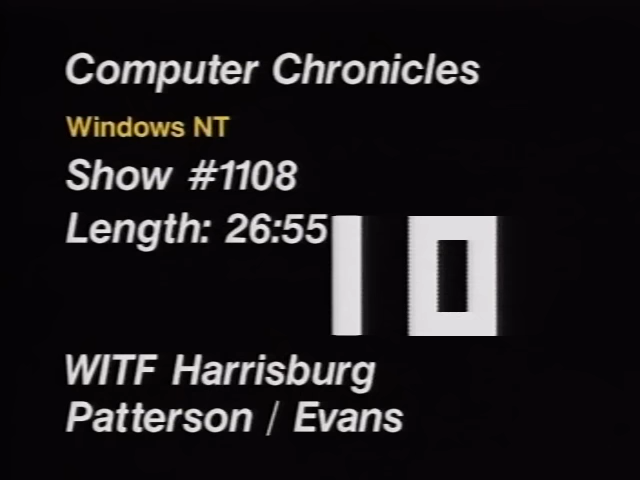 Computer Chronicles
Windows NT
Show #1108
Length: 26:55
10
WITF Harrisburg
Patterson / Evans